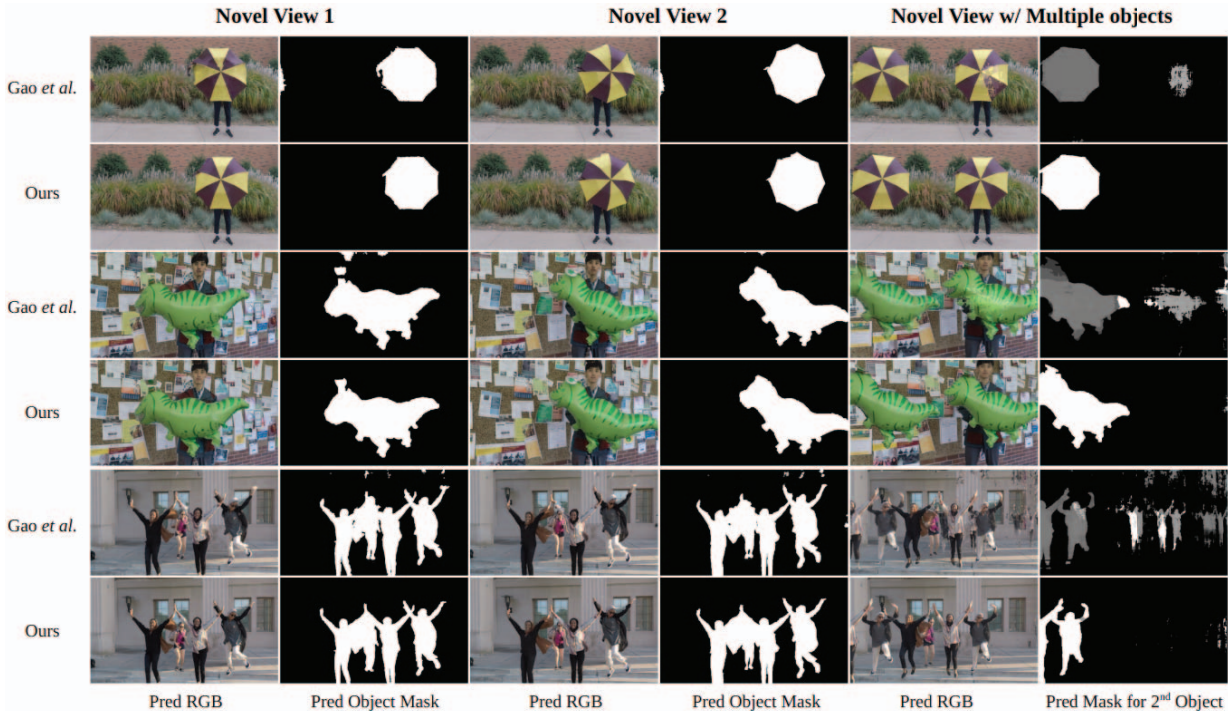 Novel View 1 Novel View 2 Novel View w/ Multiple objects
Gao et al.
Ours
Gao et al.
Ours
Gao et al.
Ours
Pred RGB Pred Object Mask Pred RGB Pred Object Mask Pred RGB Pred Mask for 2nd Object